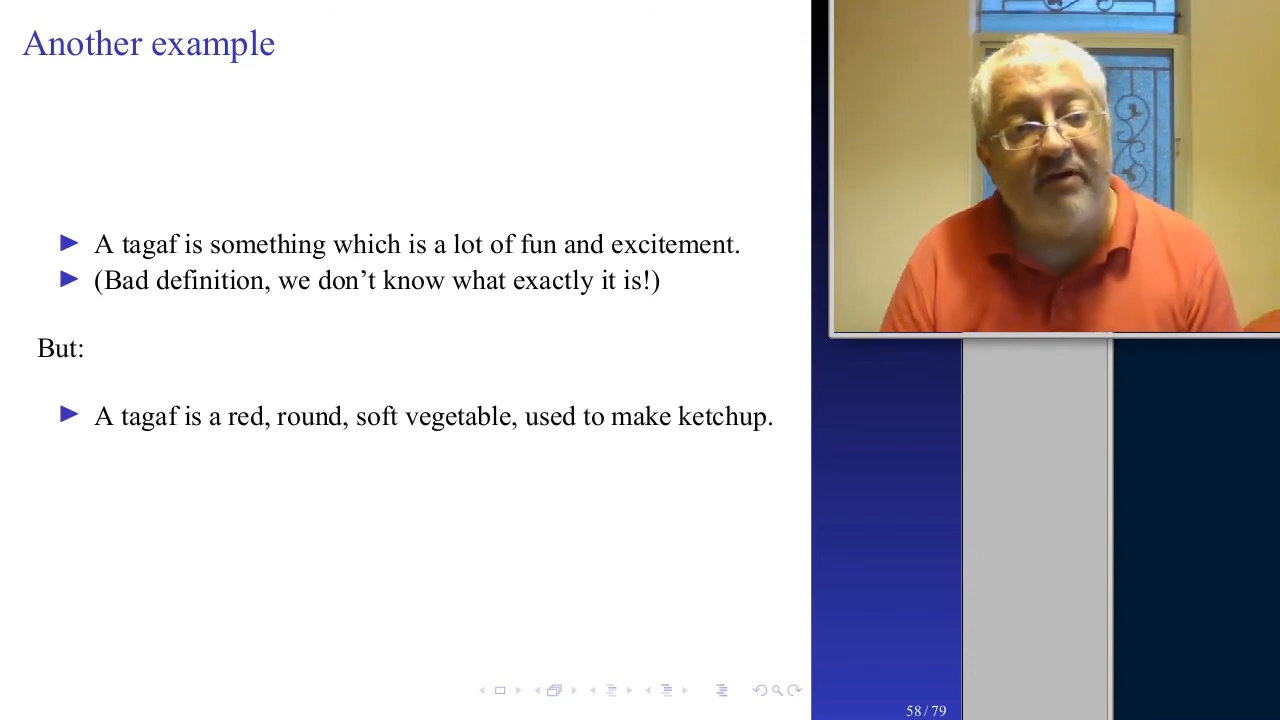 Another example
A tagaf is something which is a lot of fun and excitement.
(Bad definition, we don't know what exactly it is!)
But:
A tagaf is a red, round, soft vegetable, used to make ketchup.
58 / 79